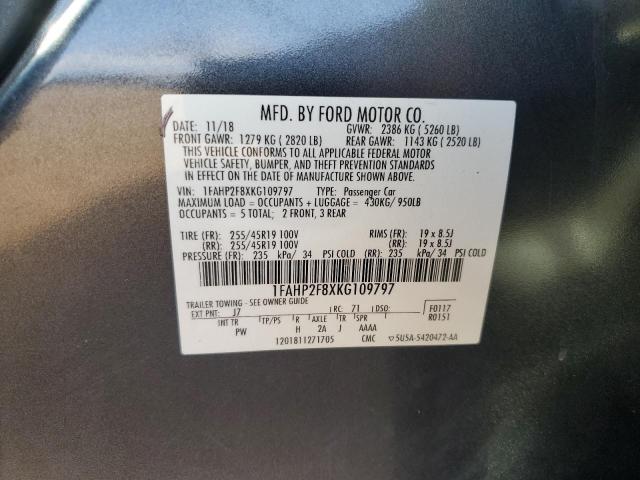 MFD. BY FORD MOTOR CO.
DATE: 11/18 GVWR: 2386 KG ( 5260 LB)
FRONT GAWR: 1279 KG ( 2820 LB) REAR GAWR: 1143 KG ( 2520 LB)
THIS VEHICLE CONFORMS TO ALL APPLICABLE FEDERAL MOTOR
VEHICLE SAFETY, BUMPER, AND THEFT PREVENTION STANDARDS
IN EFFECT ON THE DATE OF MANUFACTURE SHOWN ABOVE.
VIN: 1FAHP2F8XKG109797 TYPE: Passenger Car
MAXIMUM LOAD = OCCUPANTS + LUGGAGE = 430KG/ 950LB
OCCUPANTS = 5 TOTAL; 2 FRONT, 3 REAR
TIRE (FR): 255/45R19 100V RIMS (FR): 19 x 8.5J
(RR): 255/45R19 100V (RR): 19 x 8.5J
PRESSURE (FR): 235 kPa/ 34 PSI COLD (RR): 235 kPa/ 34 PSI COLD
1FAHP2F8XKG109797
TRAILER TOWING - SEE OWNER GUIDE
EXT PNT: J7 RC: 71 DSO: F0117
INT TR TP/PS R AXLE TR SPR R0151
PW H 2A J AAAA
1201811271705 CMC 5U5A-5420472-AA